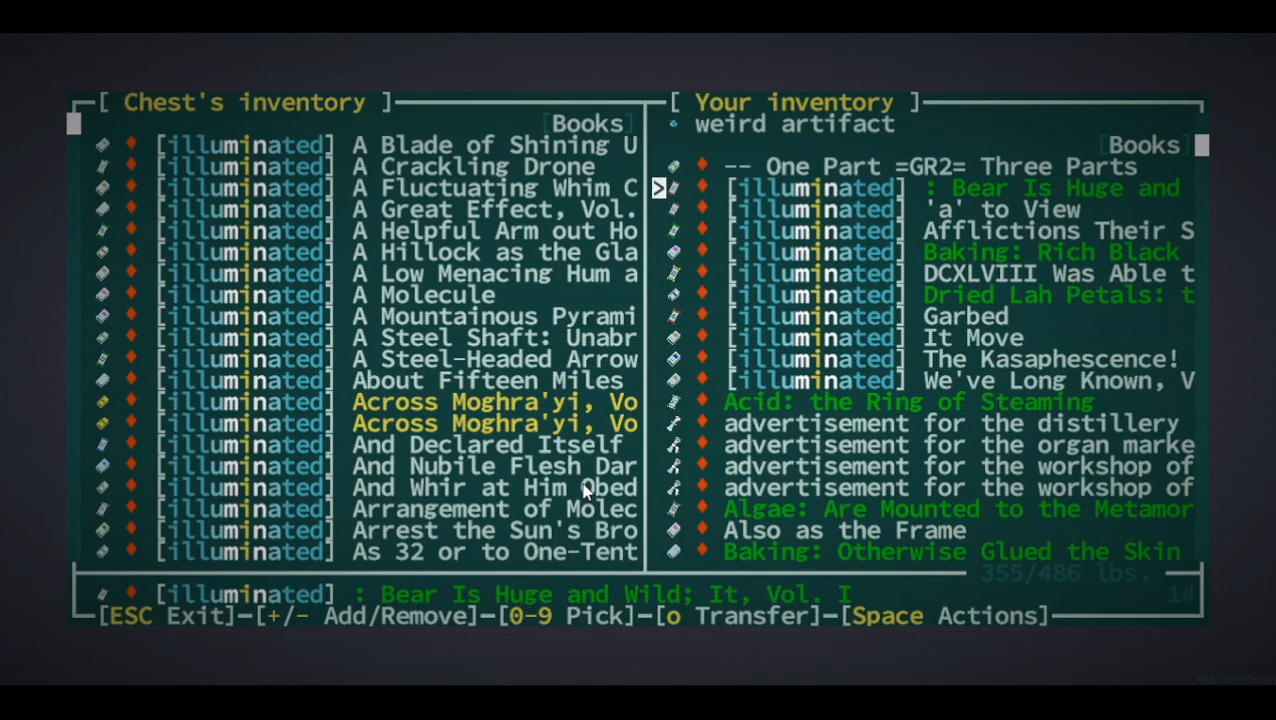 [ Chest's inventory ]
[Books]
[illuminated] A Blade of Shining U
[illuminated] A Crackling Drone
[illuminated] A Fluctuating Whim C
[illuminated] A Great Effect, Vol.
[illuminated] A Helpful Arm out Ho
[illuminated] A Hillock as the Gla
[illuminated] A Low Menacing Hum a
[illuminated] A Molecule
[illuminated] A Mountainous Pyrami
[illuminated] A Steel Shaft: Unabr
[illuminated] A Steel-Headed Arrow
[illuminated] About Fifteen Miles
[illuminated] Across Moghra'yi, Vo
[illuminated] Across Moghra'yi, Vo
[illuminated] And Declared Itself
[illuminated] And Nubile Flesh Dar
[illuminated] And Whir at Him Obed
[illuminated] Arrangement of Molec
[illuminated] Arrest the Sun's Bro
[illuminated] As 32 or to One-Tent
[ Your inventory ]
weird artifact
[Books]
-- One Part =GR2= Three Parts
> [illuminated] : Bear Is Huge and
[illuminated] 'a' to View
[illuminated] Afflictions Their S
[illuminated] Baking: Rich Black
[illuminated] DCXLVIII Was Able t
[illuminated] Dried Lah Petals: t
[illuminated] Garbed
[illuminated] It Move
[illuminated] The Kasaphescence!
[illuminated] We've Long Known, V
Acid: the Ring of Steaming
advertisement for the distillery
advertisement for the organ marke
advertisement for the workshop of
advertisement for the workshop of
Algae: Are Mounted to the Metamor
Also as the Frame
Baking: Otherwise Glued the Skin
355/486 lbs.
[illuminated] : Bear Is Huge and Wild; It, Vol. I
1#
[ESC Exit]-[+/- Add/Remove]-[0-9 Pick]-[o Transfer]-[Space Actions]
PASSTHROUGH